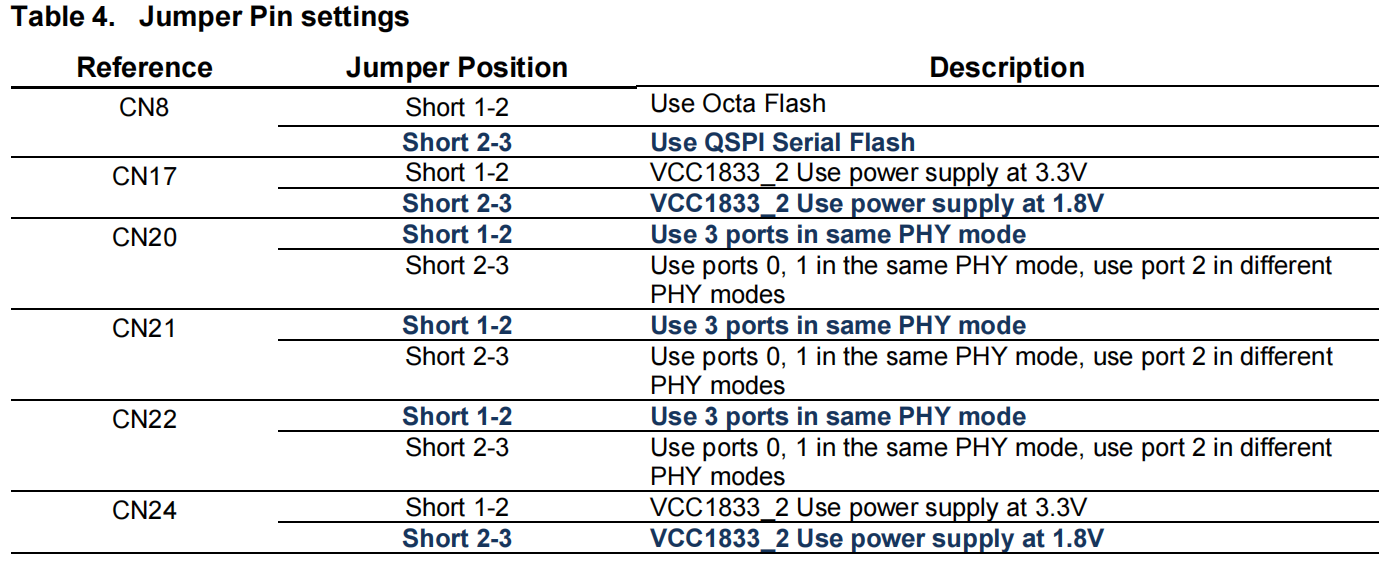 Table 4. Jumper Pin settings
Reference Jumper Position Description
CN8 Short 1-2 Use Octa Flash
Short 2-3 Use QSPI Serial Flash
CN17 Short 1-2 VCC1833_2 Use power supply at 3.3V
Short 2-3 VCC1833_2 Use power supply at 1.8V
CN20 Short 1-2 Use 3 ports in same PHY mode
Short 2-3 Use ports 0, 1 in the same PHY mode, use port 2 in different
PHY modes
CN21 Short 1-2 Use 3 ports in same PHY mode
Short 2-3 Use ports 0, 1 in the same PHY mode, use port 2 in different
PHY modes
CN22 Short 1-2 Use 3 ports in same PHY mode
Short 2-3 Use ports 0, 1 in the same PHY mode, use port 2 in different
PHY modes
CN24 Short 1-2 VCC1833_2 Use power supply at 3.3V
Short 2-3 VCC1833_2 Use power supply at 1.8V